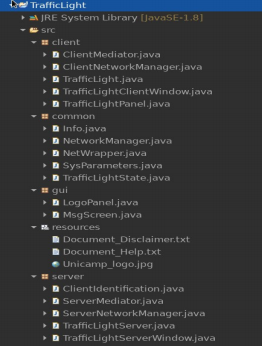 TrafficLight
JRE System Library [JavaSE-1.8]
src
client
ClientMediator.java
ClientNetworkManager.java
TrafficLight.java
TrafficLightClientWindow.java
TrafficLightPanel.java
common
Info.java
NetworkManager.java
NetWrapper.java
SysParameters.java
TrafficLightState.java
gui
LogoPanel.java
MsgScreen.java
resources
Document_Disclaimer.txt
Document_Help.txt
Unicamp_logo.jpg
server
ClientIdentification.java
ServerMediator.java
ServerNetworkManager.java
TrafficLightServer.java
TrafficLightServerWindow.java